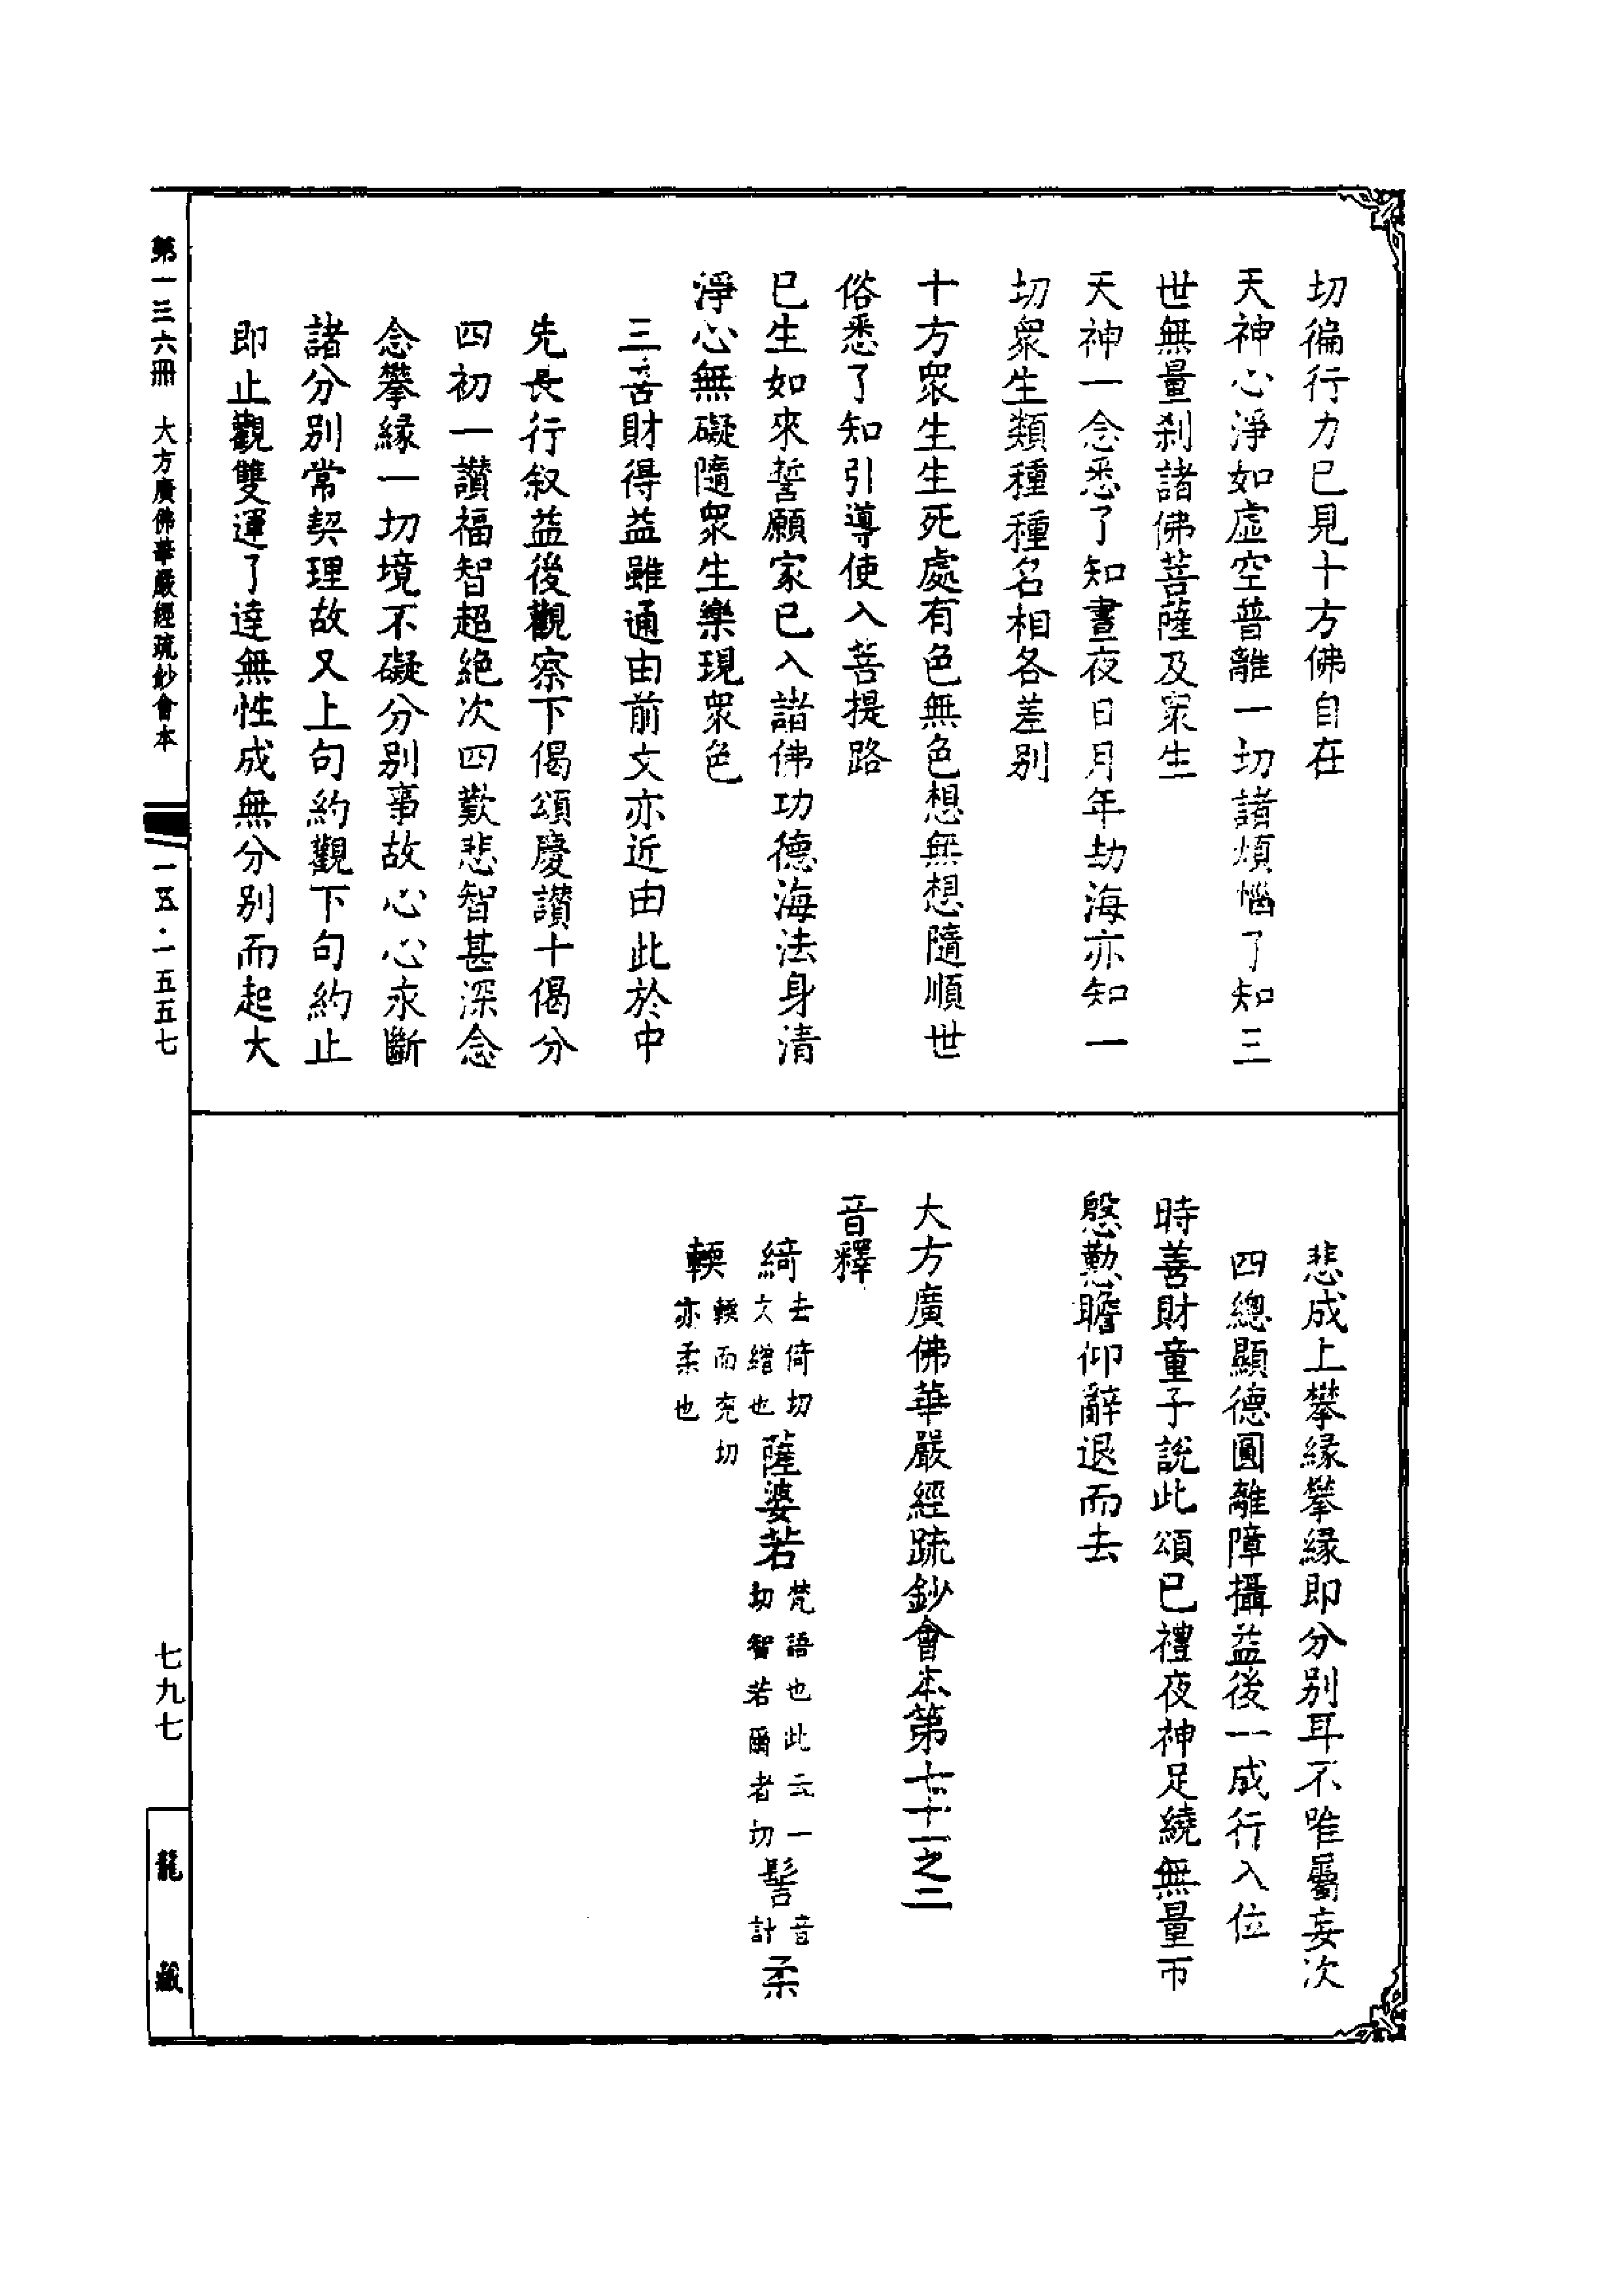 切徧行力已見十方佛自在
天神心淨如虛空普離一切諸煩惱了知三
世無量刹諸佛菩薩及衆生
天神一念悉了知晝夜日月年劫海亦知一
切衆生類種種名相各差別
十方衆生生死處有色無色想無想隨順世
俗悉了知引導使入菩提路
已生如來誓願家已入諸佛功德海法身清
淨心無礙隨衆生樂現衆色
三善財得益雖通由前文亦近由此於中
先長行叙益後觀察下偈頌慶讚十偈分
四初一讚福智超絕次四歎悲智甚深念
念攀緣一切境不礙分別事故心心永斷
諸分別常契理故又上句約觀下句約止
即止觀雙運了達無性成無分別而起大
悲成上攀緣攀緣即分別耳不唯屬妄次
四總顯德圓離障攝益後一成行入位
時善財童子說此頌已禮夜神足繞無量帀
慇懃瞻仰辭退而去
大方廣佛華嚴經疏鈔會本第七十一之二
音釋
綺去倚切文繒也薩婆若梵語也此云一切智若爾者切髻音計柔
輭輭而兖切亦柔也
第一三六冊 大方廣佛華嚴經疏鈔會本 一五·一五五七
七九七
龍藏